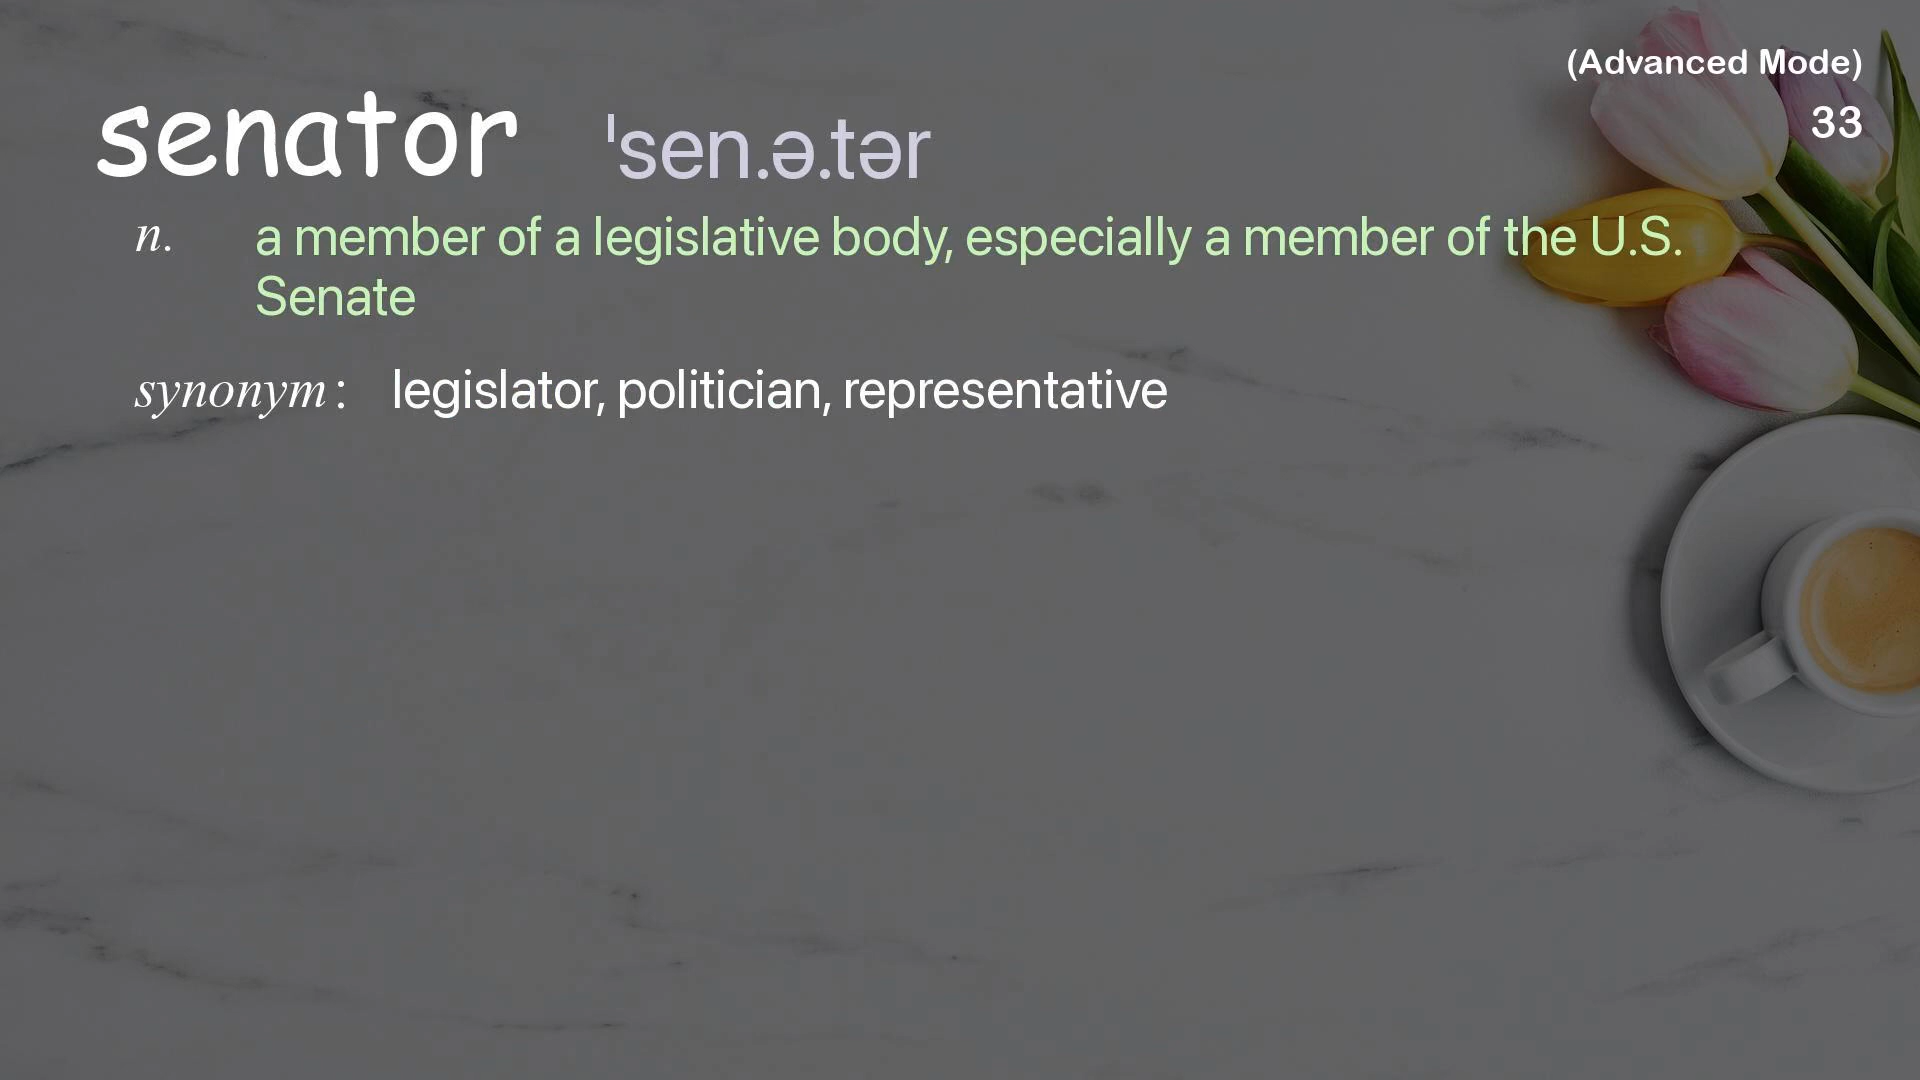 (Advanced Mode)
33
senator ˈsen.ə.tər
n. a member of a legislative body, especially a member of the U.S.
Senate
synonym : legislator, politician, representative